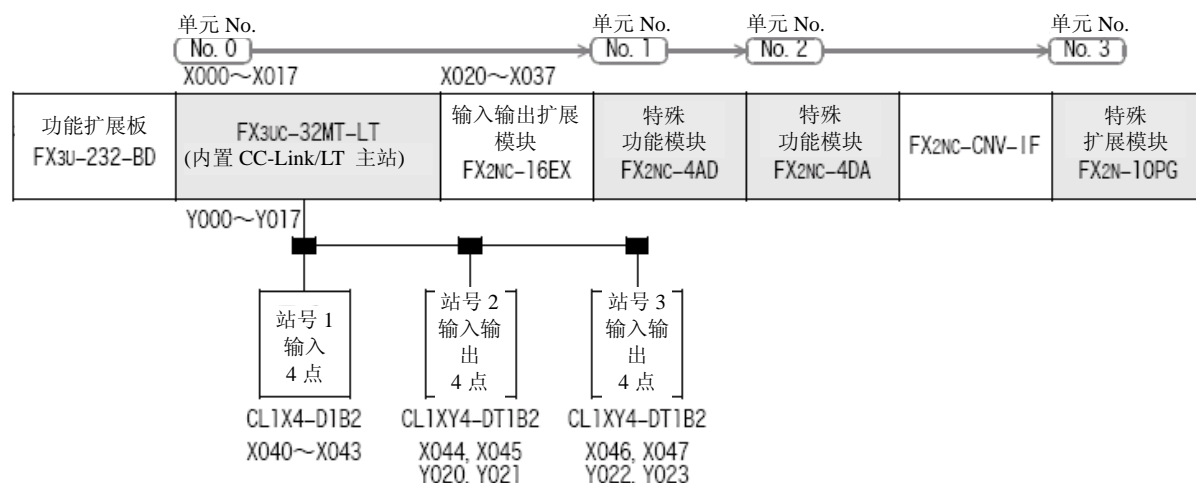 单元 No. 单元 No. 单元 No. 单元 No.
No. 0 No. 1 No. 2 No. 3
X000～X017 X020～X037
功能扩展板
FX3U-232-BD
FX3UC-32MT-LT
(内置 CC-Link/LT 主站)
输入输出扩展
模块
FX2NC-16EX
特殊
功能模块
FX2NC-4AD
特殊
功能模块
FX2NC-4DA
FX2NC-CNV-IF
特殊
扩展模块
FX2N-10PG
Y000～Y017
站号 1
输入
4 点
站号 2
输入输
出
4 点
站号 3
输入输
出
4 点
CL1X4-D1B2
X040～X043
CL1XY4-DT1B2
X044, X045
Y020, Y021
CL1XY4-DT1B2
X046, X047
Y022, Y023